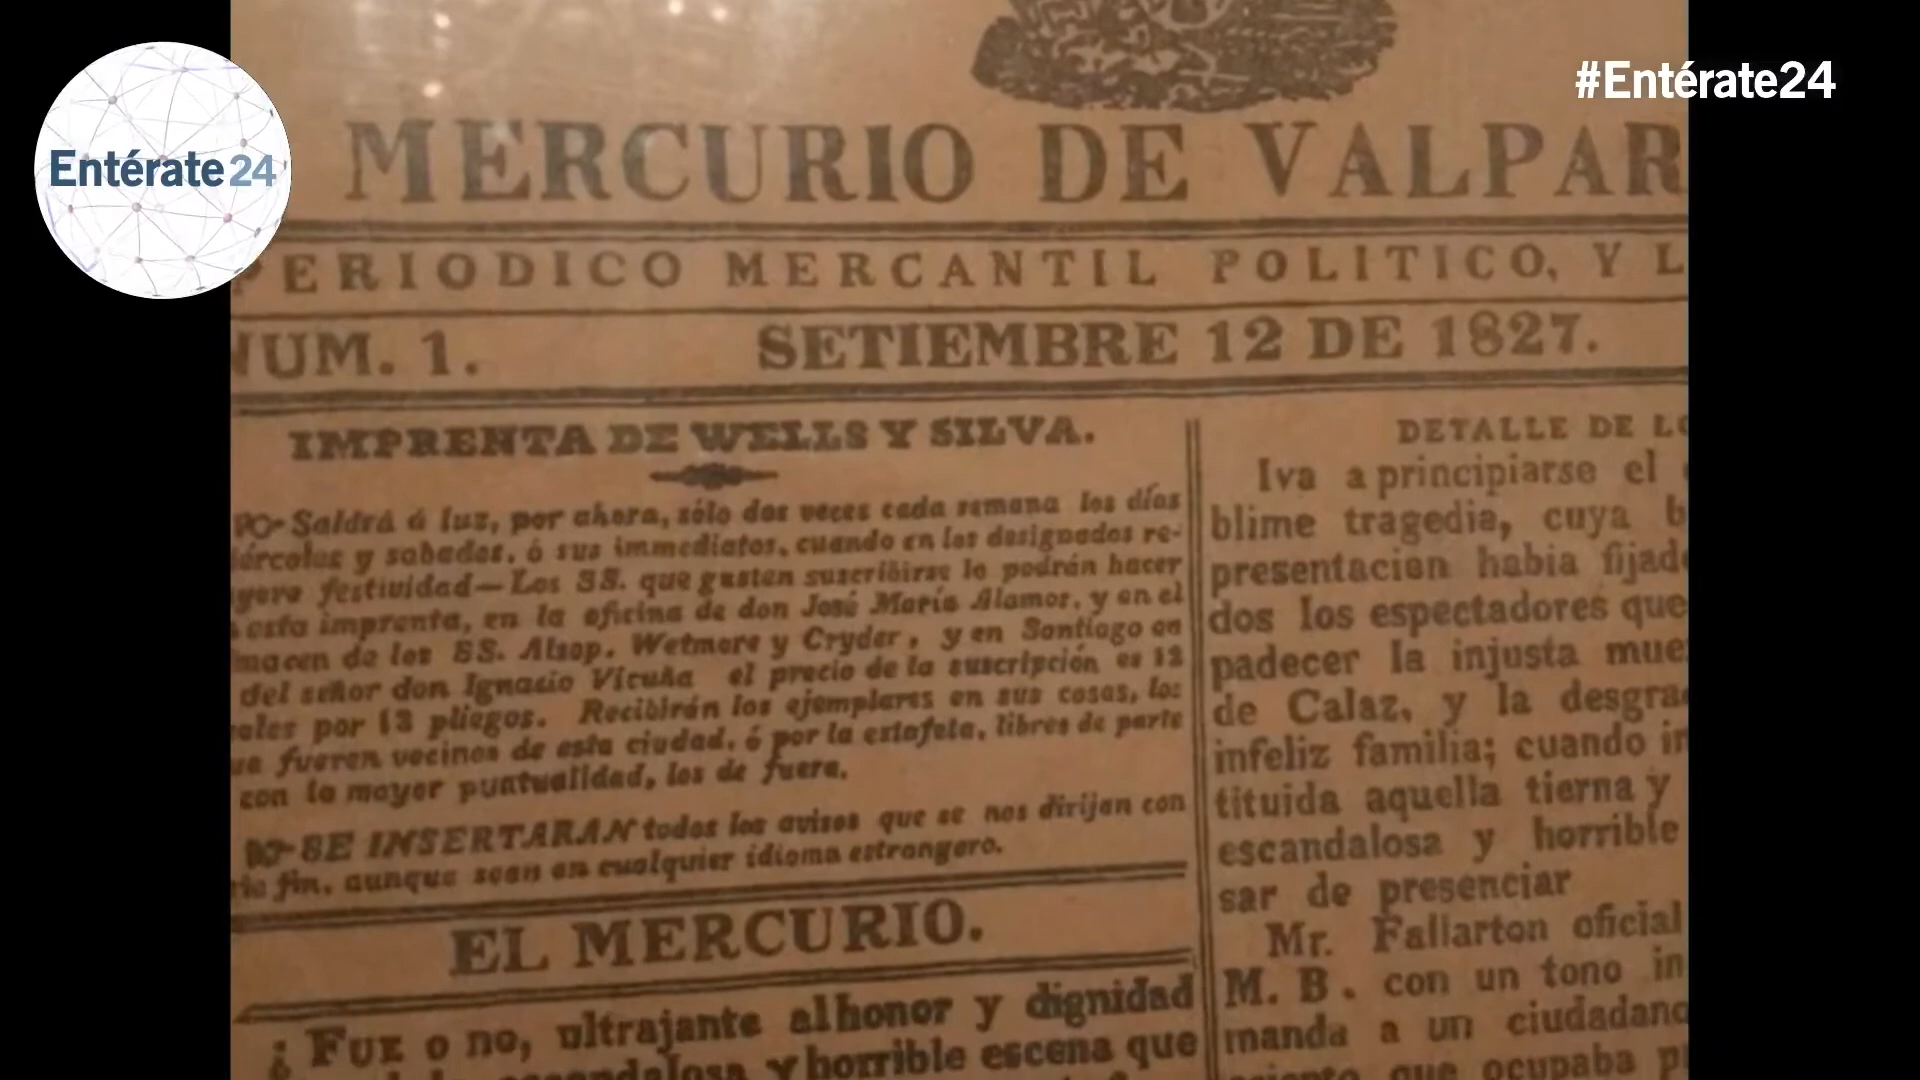 Entérate24
#Entérate24
MERCURIO DE VALPAR
PERIODICO MERCANTIL POLITICO, Y L
NUM. 1. SETIEMBRE 12 DE 1827.
IMPRENTA DE WELLS Y SILVA.
Saldrá á luz, por ahora, sólo dos veces cada semana los días
ércoles y sabados, ó sus immediatos, cuando en los designados re-
yere festividad—Los SS. que gusten suscribirse lo podrán hacer
esta imprenta, en la oficina de don José María Alamor, y en el
macen de los SS. Alsop, Wetmore y Cryder, y en Santiago en
del señor don Ignacio Vicuña el precio de la suscripción es 12
ales por 12 pliegos. Recibirán los ejemplares en sus casas, los
ue fueren vecinos de esta ciudad, ó por la estafeta, libres de parte
con la mayor puntualidad, los de fuera.
SE INSERTARAN todos los avisos que se nos dirijan con
te fin, aunque sean en cualquier idioma estrangero.
EL MERCURIO.
¿FUE o no, ultrajante al honor y dignidad
escandalosa y horrible escena que
DETALLE DE LO
Iva a principiarse el
blime tragedia, cuya b
presentacion habia fijad
dos los espectadores que
padecer la injusta mue
de Calaz, y la desgra
infeliz familia; cuando in
tituida aquella tierna y
escandalosa y horrible
sar de presenciar
Mr. Fallarton oficial
M. B. con un tono in
manda a un ciudadano
que ocupaba p